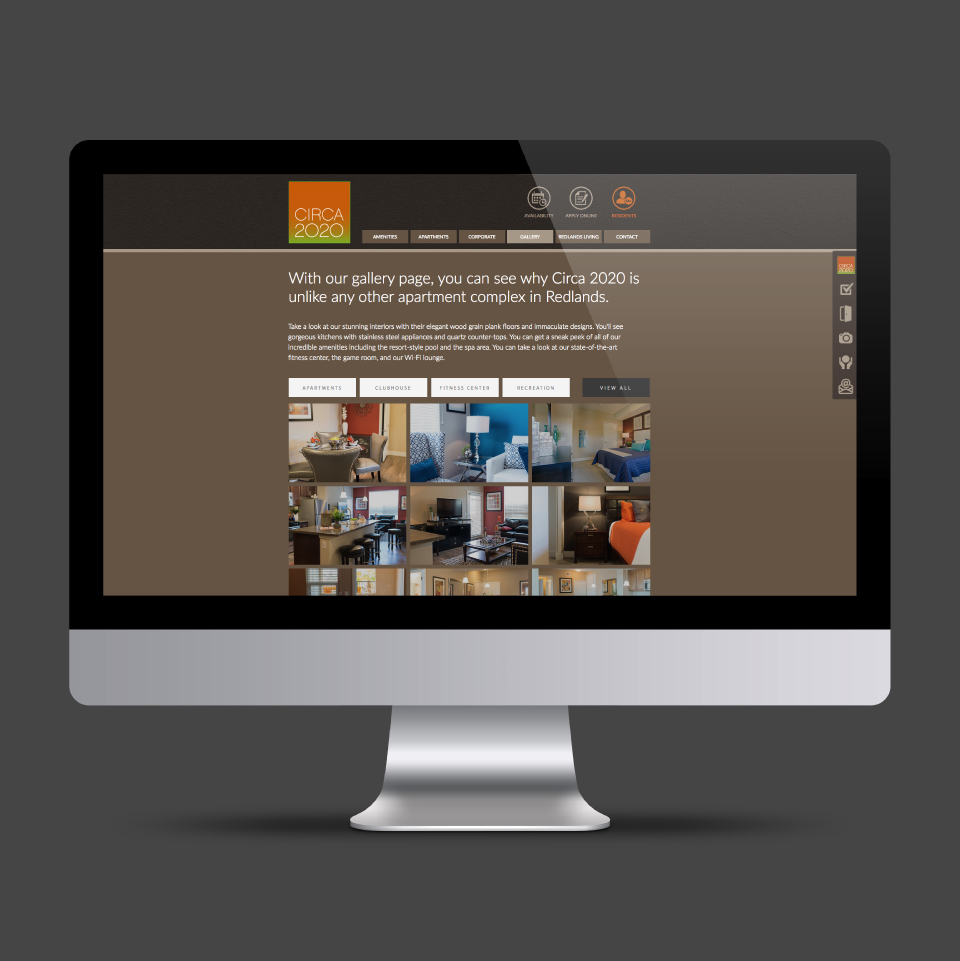 CIRCA
2020
AVAILABILITY
APPLY ONLINE
RESIDENTS
AMENITIES
APARTMENTS
CORPORATE
GALLERY
REDLANDS LIVING
CONTACT
With our gallery page, you can see why Circa 2020 is
unlike any other apartment complex in Redlands.
Take a look at our stunning interiors with their elegant wood grain plank floors and immaculate designs. You'll see
gorgeous kitchens with stainless steel appliances and quartz counter-tops. You can get a sneak peek of all of our
incredible amenities including the resort-style pool and the spa area. You can take a look at our state-of-the-art
fitness center, the game room, and our Wi-Fi lounge.
APARTMENTS
CLUBHOUSE
FITNESS CENTER
RECREATION
VIEW ALL
CIRCA
2020